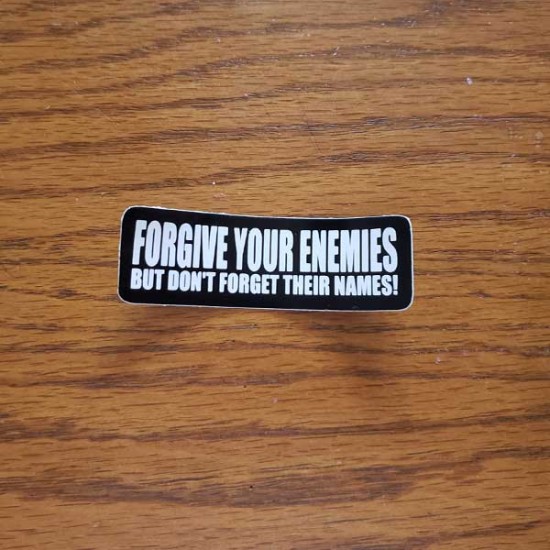 FORGIVE YOUR ENEMIES
BUT DON'T FORGET THEIR NAMES!